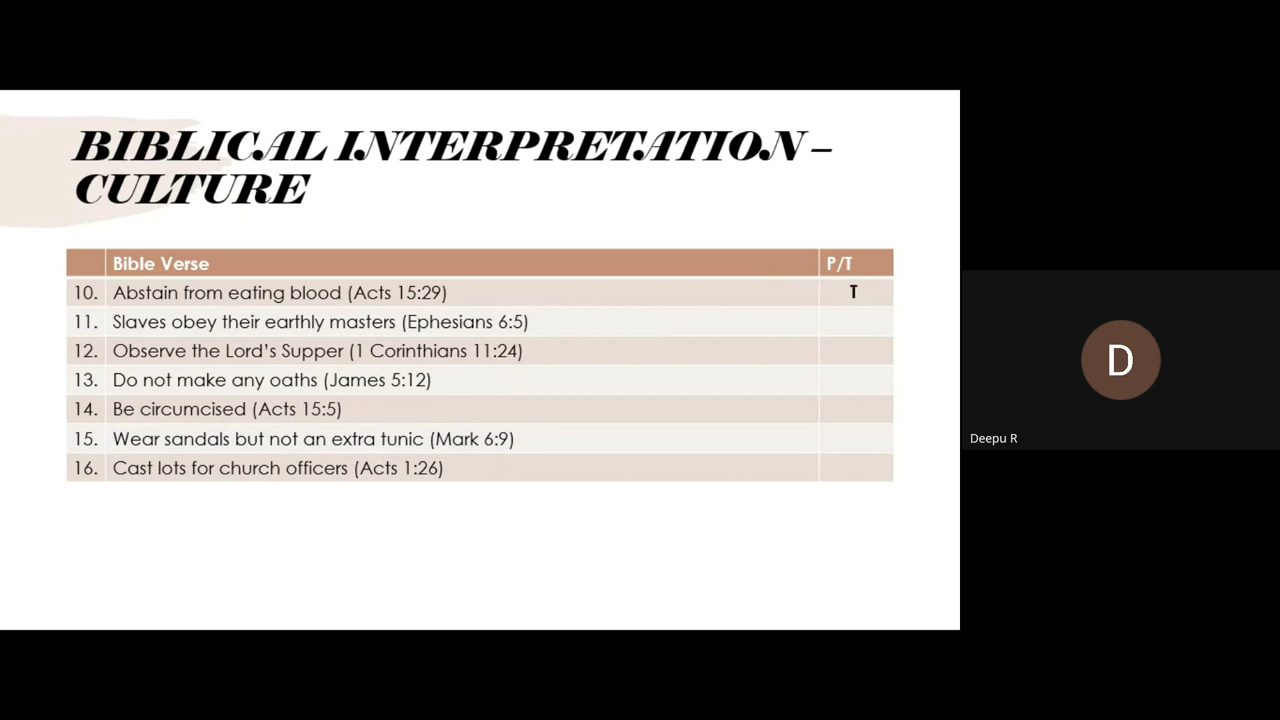 BIBLICAL INTERPRETATION –
CULTURE
Bible Verse P/T
10. Abstain from eating blood (Acts 15:29) T
11. Slaves obey their earthly masters (Ephesians 6:5)
12. Observe the Lord's Supper (1 Corinthians 11:24)
13. Do not make any oaths (James 5:12)
14. Be circumcised (Acts 15:5)
15. Wear sandals but not an extra tunic (Mark 6:9)
16. Cast lots for church officers (Acts 1:26)
D
Deepu R